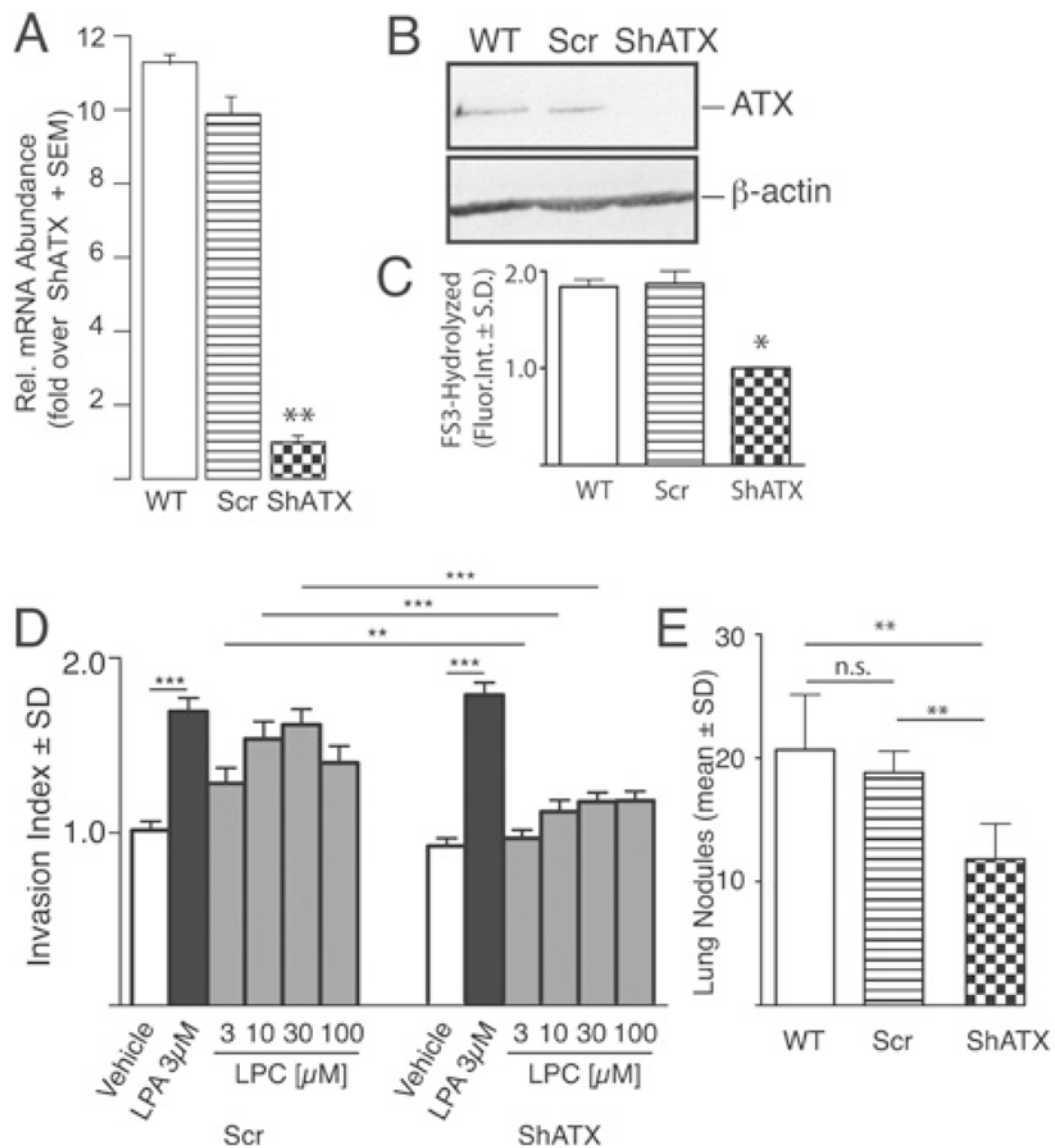 A
Rel. mRNA Abundance
(fold over ShATX + SEM)
12
10
8
6
4
2
**
WT Scr ShATX
B
WT Scr ShATX
ATX
β-actin
C
FS3-Hydrolyzed
(Fluor.Int. ± S.D.)
2.0
1.0
*
WT Scr ShATX
D
Invasion Index ± SD
2.0
1.0
***
***
**
***
***
Vehicle
LPA 3µM
3 10 30 100
LPC [µM]
Scr
Vehicle
LPA 3µM
3 10 30 100
LPC [µM]
ShATX
E
Lung Nodules (mean ± SD)
30
20
10
**
n.s.
**
WT Scr ShATX